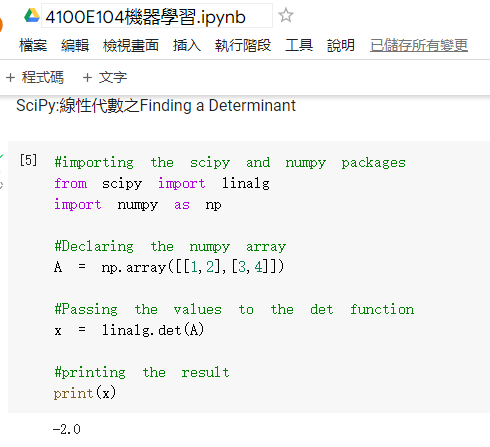 4100E104機器學習.ipynb
檔案 編輯 檢視畫面 插入 執行階段 工具 說明 已儲存所有變更
+ 程式碼 + 文字
SciPy:線性代數之Finding a Determinant
[5] #importing the scipy and numpy packages
from scipy import linalg
import numpy as np
#Declaring the numpy array
A = np.array([[1,2],[3,4]])
#Passing the values to the det function
x = linalg.det(A)
#printing the result
print(x)
-2.0